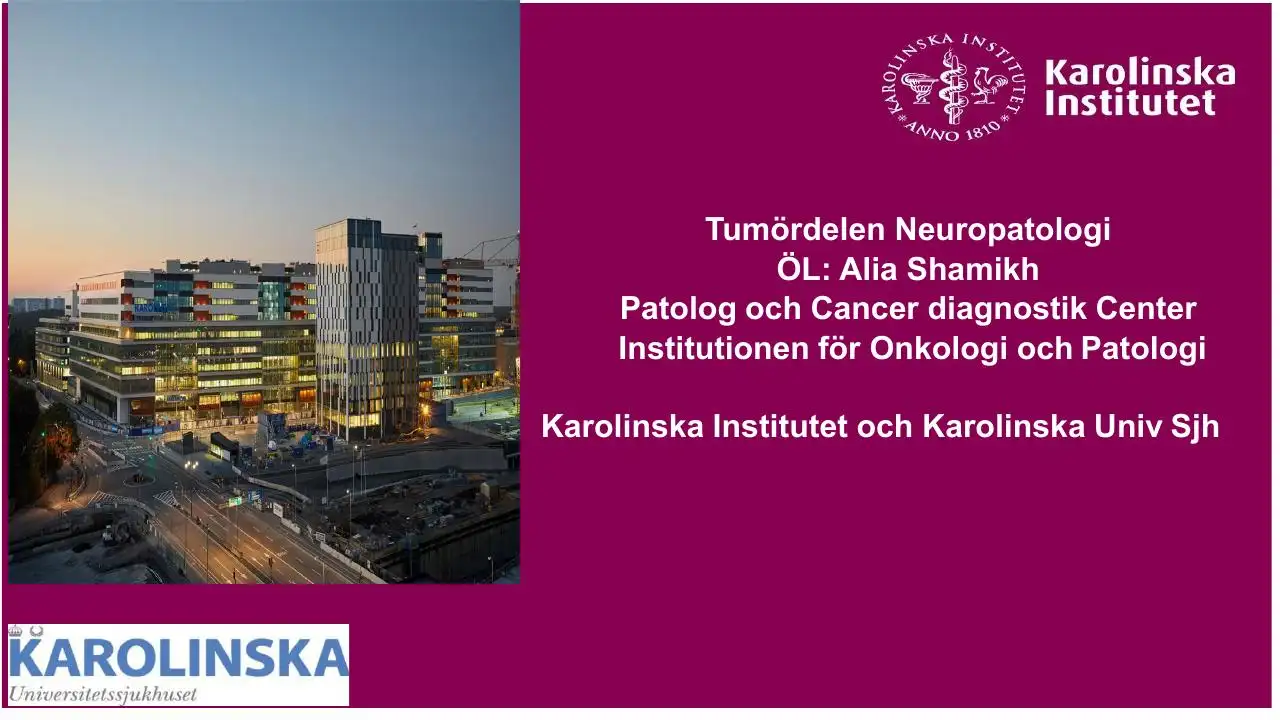 KAROLINSKA INSTITUTET
* ANNO 1810 *
Karolinska
Institutet
Tumördelen Neuropatologi
ÖL: Alia Shamikh
Patolog och Cancer diagnostik Center
Institutionen för Onkologi och Patologi
Karolinska Institutet och Karolinska Univ Sjh
KAROLINSKA
Universitetssjukhuset